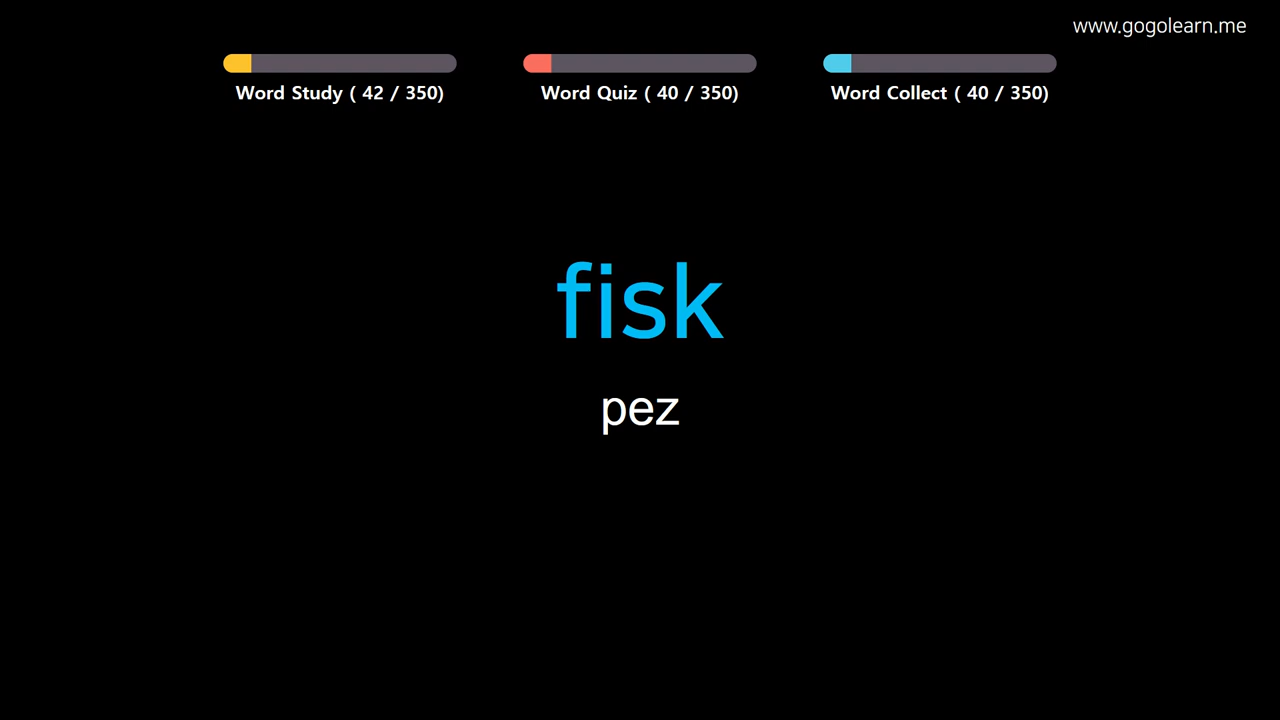 www.gogolearn.me
Word Study ( 42 / 350)
Word Quiz ( 40 / 350)
Word Collect ( 40 / 350)
fisk
pez